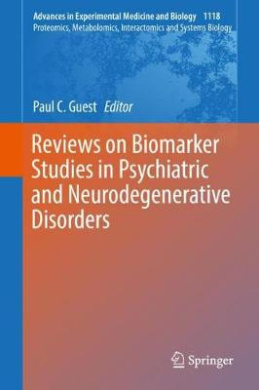 Advances in Experimental Medicine and Biology 1118
Proteomics, Metabolomics, Interactomics and Systems Biology
Paul C. Guest Editor
Reviews on Biomarker
Studies in Psychiatric
and Neurodegenerative
Disorders
Springer